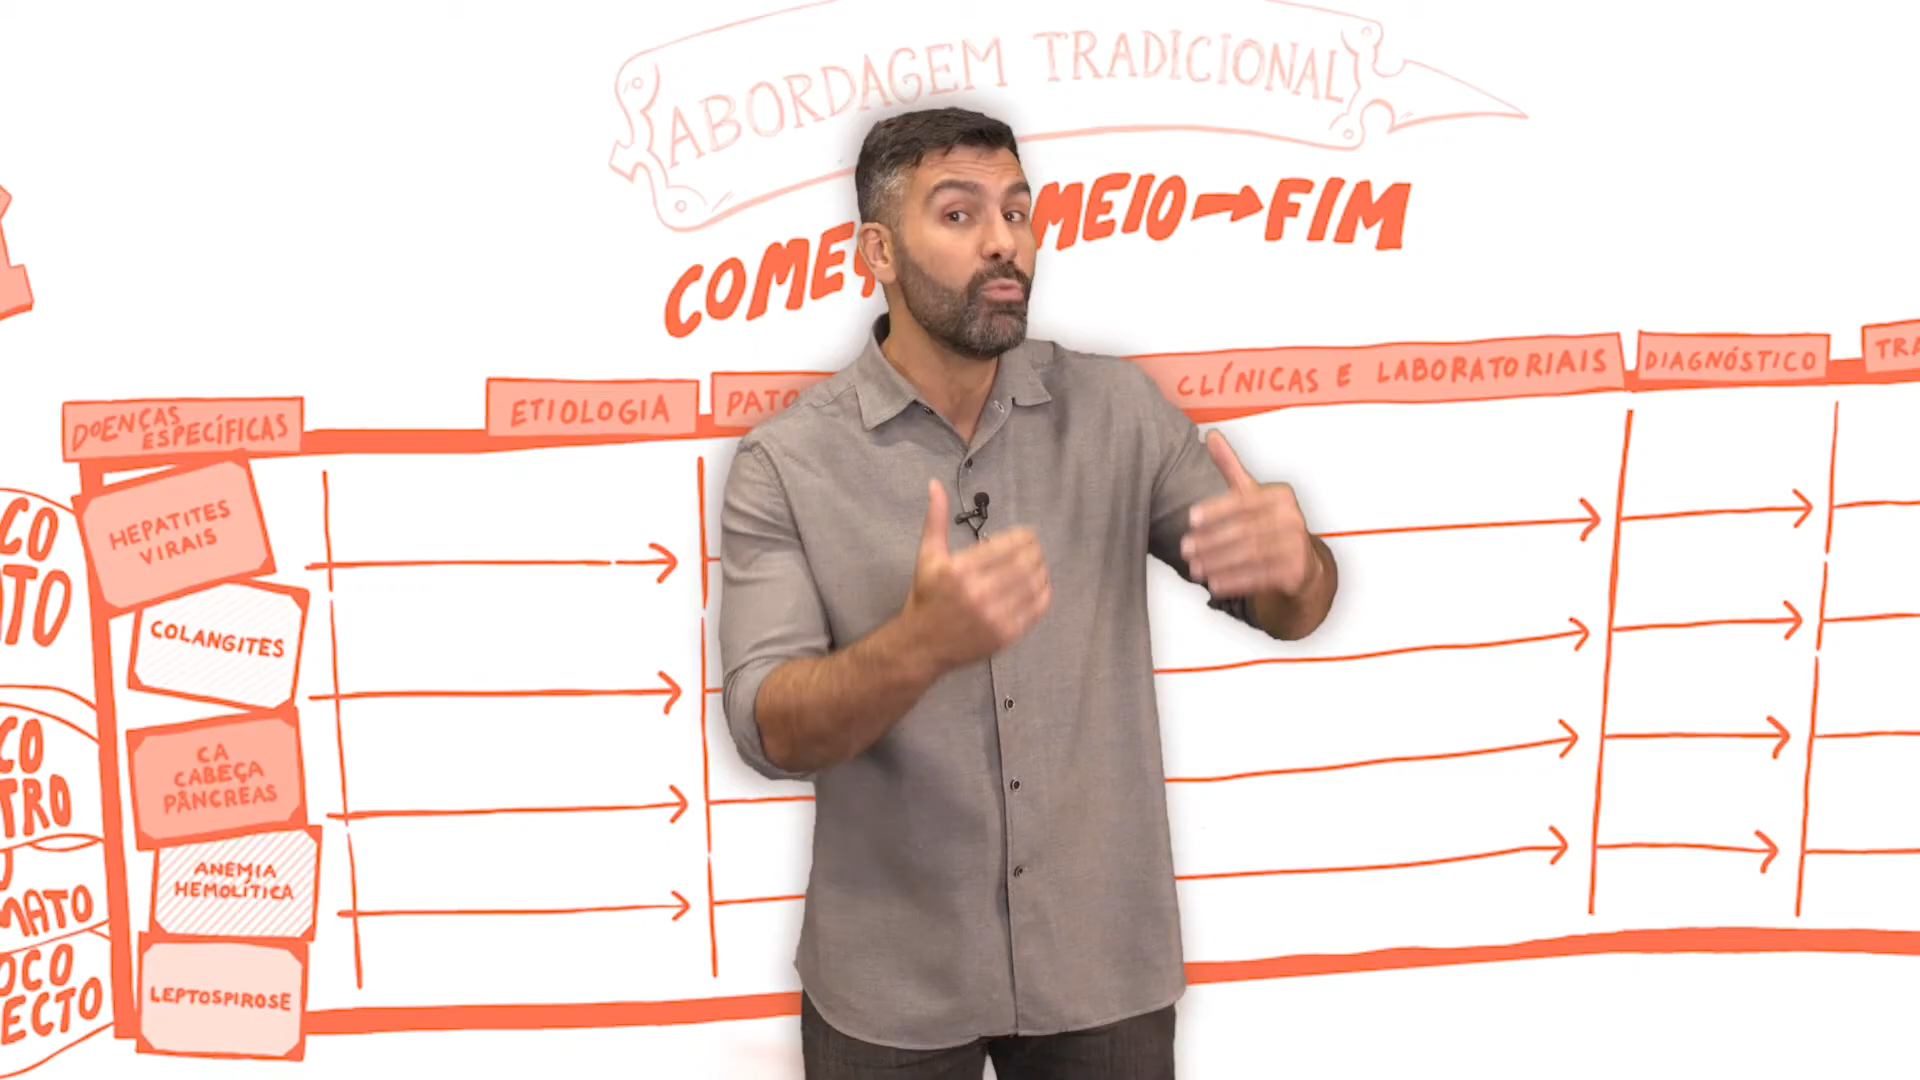 ABORDAGEM TRADICIONAL
MEIO→FIM
DOENÇAS
ESPECÍFICAS
ETIOLOGIA
CLÍNICAS E LABORATORIAIS
DIAGNÓSTICO
HEPATITES
VIRAIS
COLANGITES
CA
CABEÇA
PÂNCREAS
ANEMIA
HEMOLÍTICA
LEPTOSPIROSE